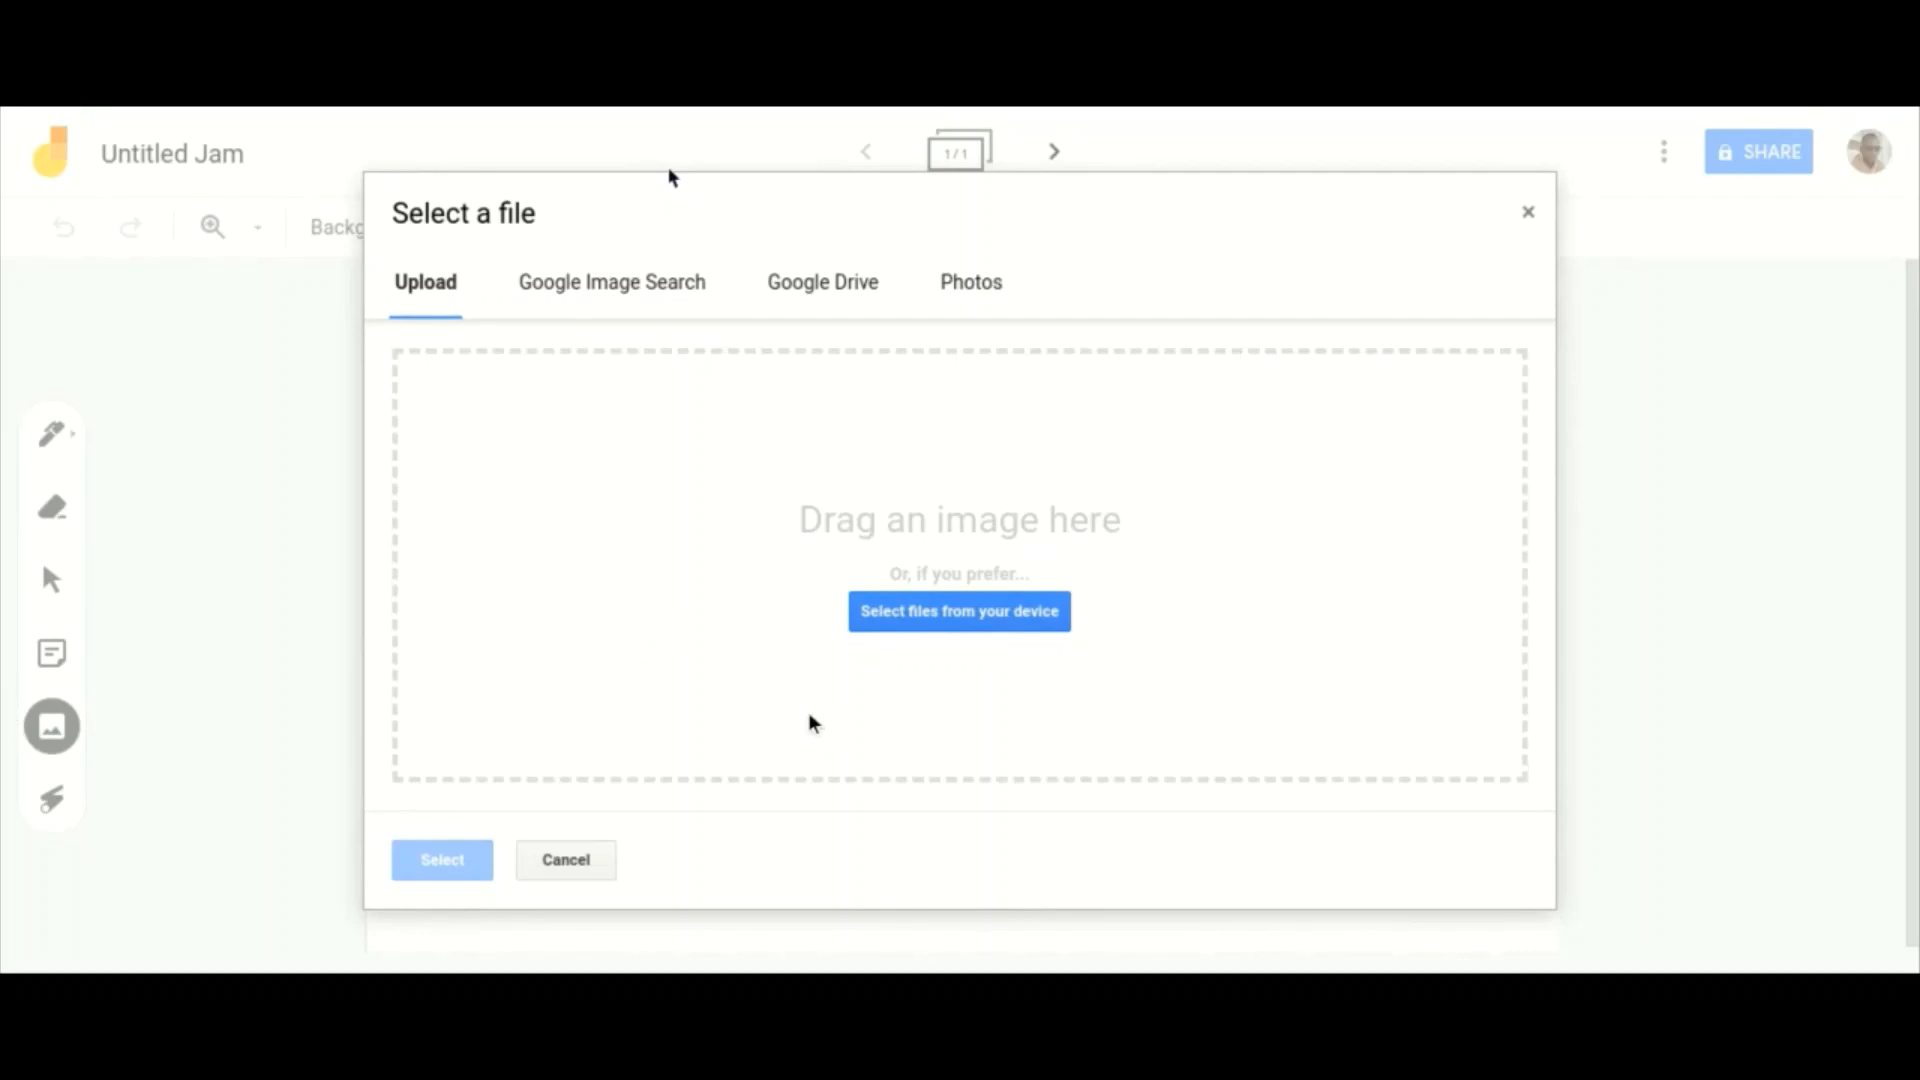 Untitled Jam
1/1
SHARE
Backg
Select a file
Upload
Google Image Search
Google Drive
Photos
Drag an image here
Or, if you prefer...
Select files from your device
Select
Cancel